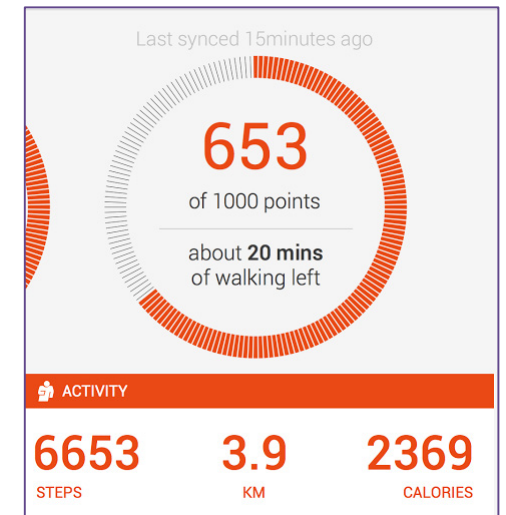 Last synced 15minutes ago
653
of 1000 points
about 20 mins
of walking left
ACTIVITY
6653 3.9 2369
STEPS KM CALORIES